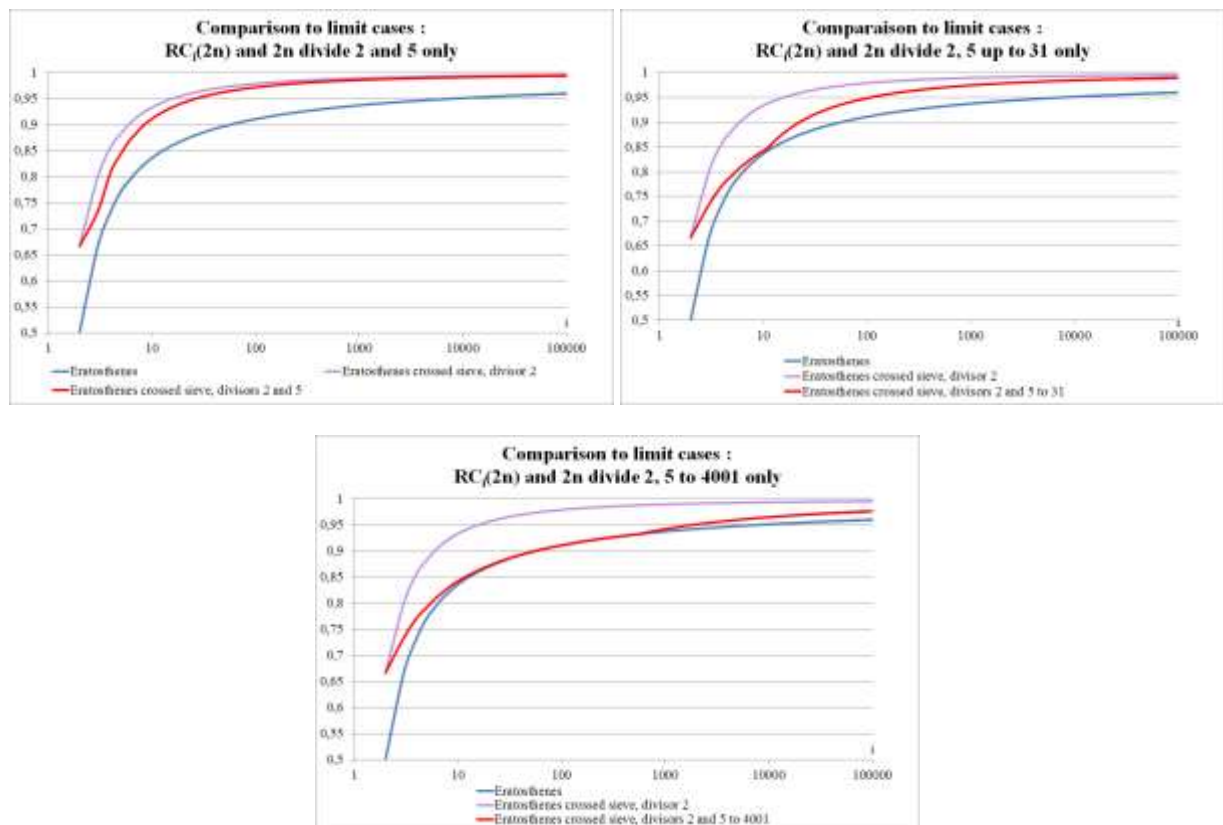 Comparison to limit cases :
RCi(2n) and 2n divide 2 and 5 only
1
0,95
0,9
0,85
0,8
0,75
0,7
0,65
0,6
0,55
0,5
i
1 10 100 1000 10000 100000
Eratosthenes
Eratosthenes crossed sieve, divisor 2
Eratosthenes crossed sieve, divisors 2 and 5
Comparaison to limit cases :
RCi(2n) and 2n divide 2, 5 up to 31 only
1
0,95
0,9
0,85
0,8
0,75
0,7
0,65
0,6
0,55
0,5
i
1 10 100 1000 10000 100000
Eratosthenes
Eratosthenes crossed sieve, divisor 2
Eratosthenes crossed sieve, divisors 2 and 5 to 31
Comparison to limit cases :
RCi(2n) and 2n divide 2, 5 to 4001 only
1
0,95
0,9
0,85
0,8
0,75
0,7
0,65
0,6
0,55
0,5
i
1 10 100 1000 10000 100000
Eratosthenes
Eratosthenes crossed sieve, divisor 2
Eratosthenes crossed sieve, divisors 2 and 5 to 4001